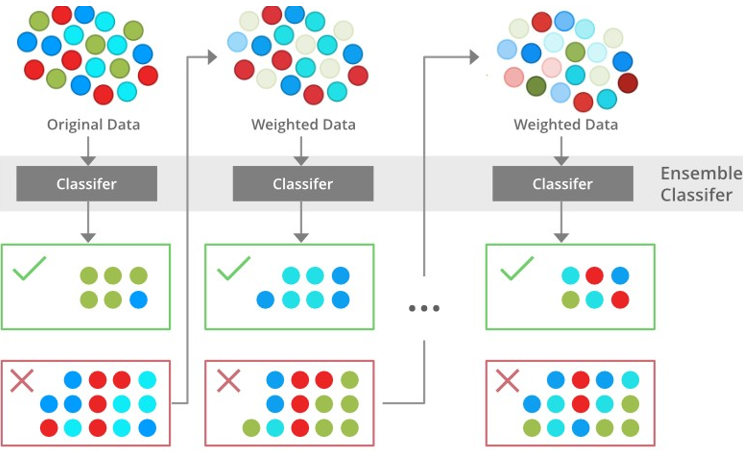 Original Data
Weighted Data
Weighted Data
Classifer
Classifer
Classifer
Ensemble
Classifer
...